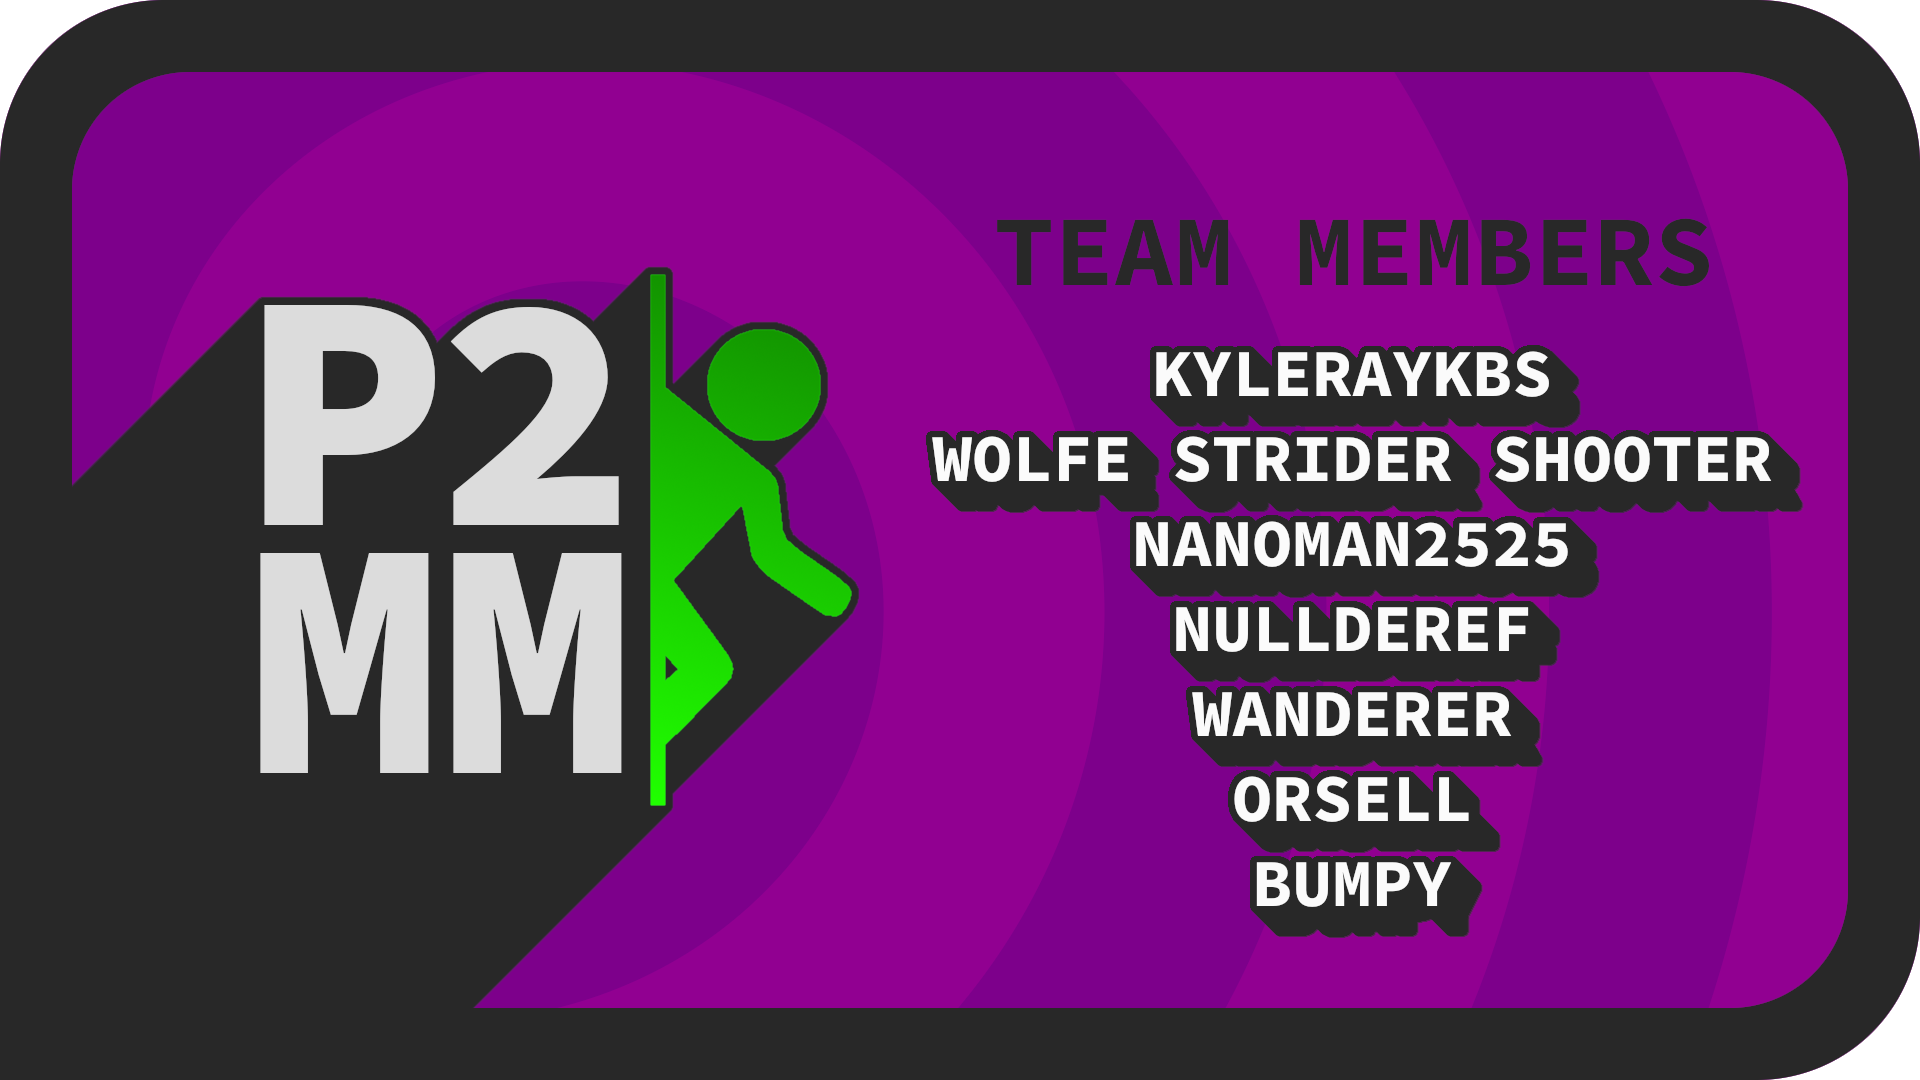 P2
MM
TEAM MEMBERS
KYLERAYKBS
WOLFE STRIDER SHOOTER
NANOMAN2525
NULLDEREF
WANDERER
ORSELL
BUMPY